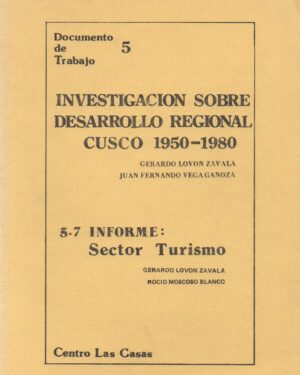 Documento
de 5
Trabajo
INVESTIGACION SOBRE
DESARROLLO REGIONAL
CUSCO 1950-1980
GERARDO LOVON ZAVALA
JUAN FERNANDO VEGA GANOZA
5.7 INFORME:
Sector Turismo
GERARDO LOVON ZAVALA
ROCIO MOSCOSO BLANCO
Centro Las Casas